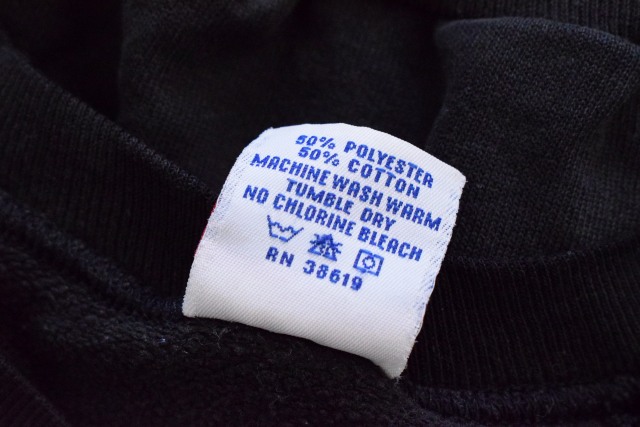 50% POLYESTER
50% COTTON
MACHINE WASH WARM
TUMBLE DRY
NO CHLORINE BLEACH
RN 38619